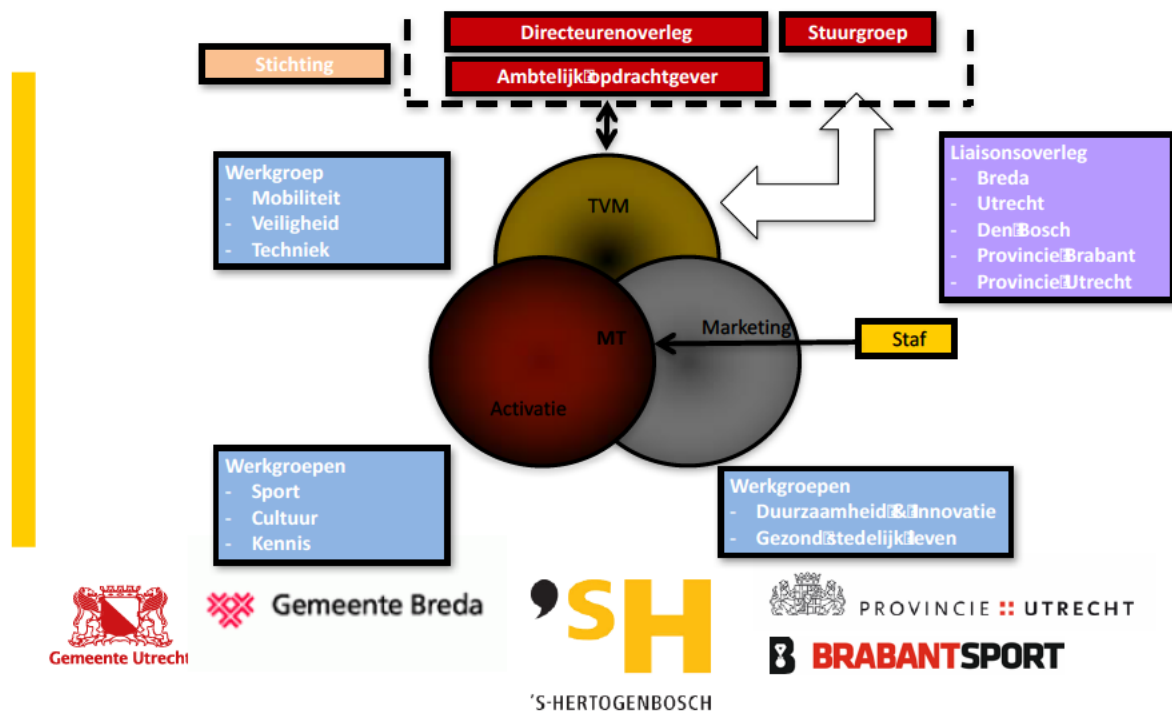 Directeurenoverleg
Stuurgroep
Stichting
Ambtelijk opdrachtgever
Werkgroep
- Mobiliteit
- Veiligheid
- Techniek
TVM
Liaisonsoverleg
- Breda
- Utrecht
- Den Bosch
- Provincie Brabant
- Provincie Utrecht
MT
Marketing
Staf
Activatie
Werkgroepen
- Sport
- Cultuur
- Kennis
Werkgroepen
- Duurzaamheid & Innovatie
- Gezond stedelijk leven
Gemeente Utrecht
Gemeente Breda
'SH
'S-HERTOGENBOSCH
PROVINCIE :: UTRECHT
B BRABANTSPORT